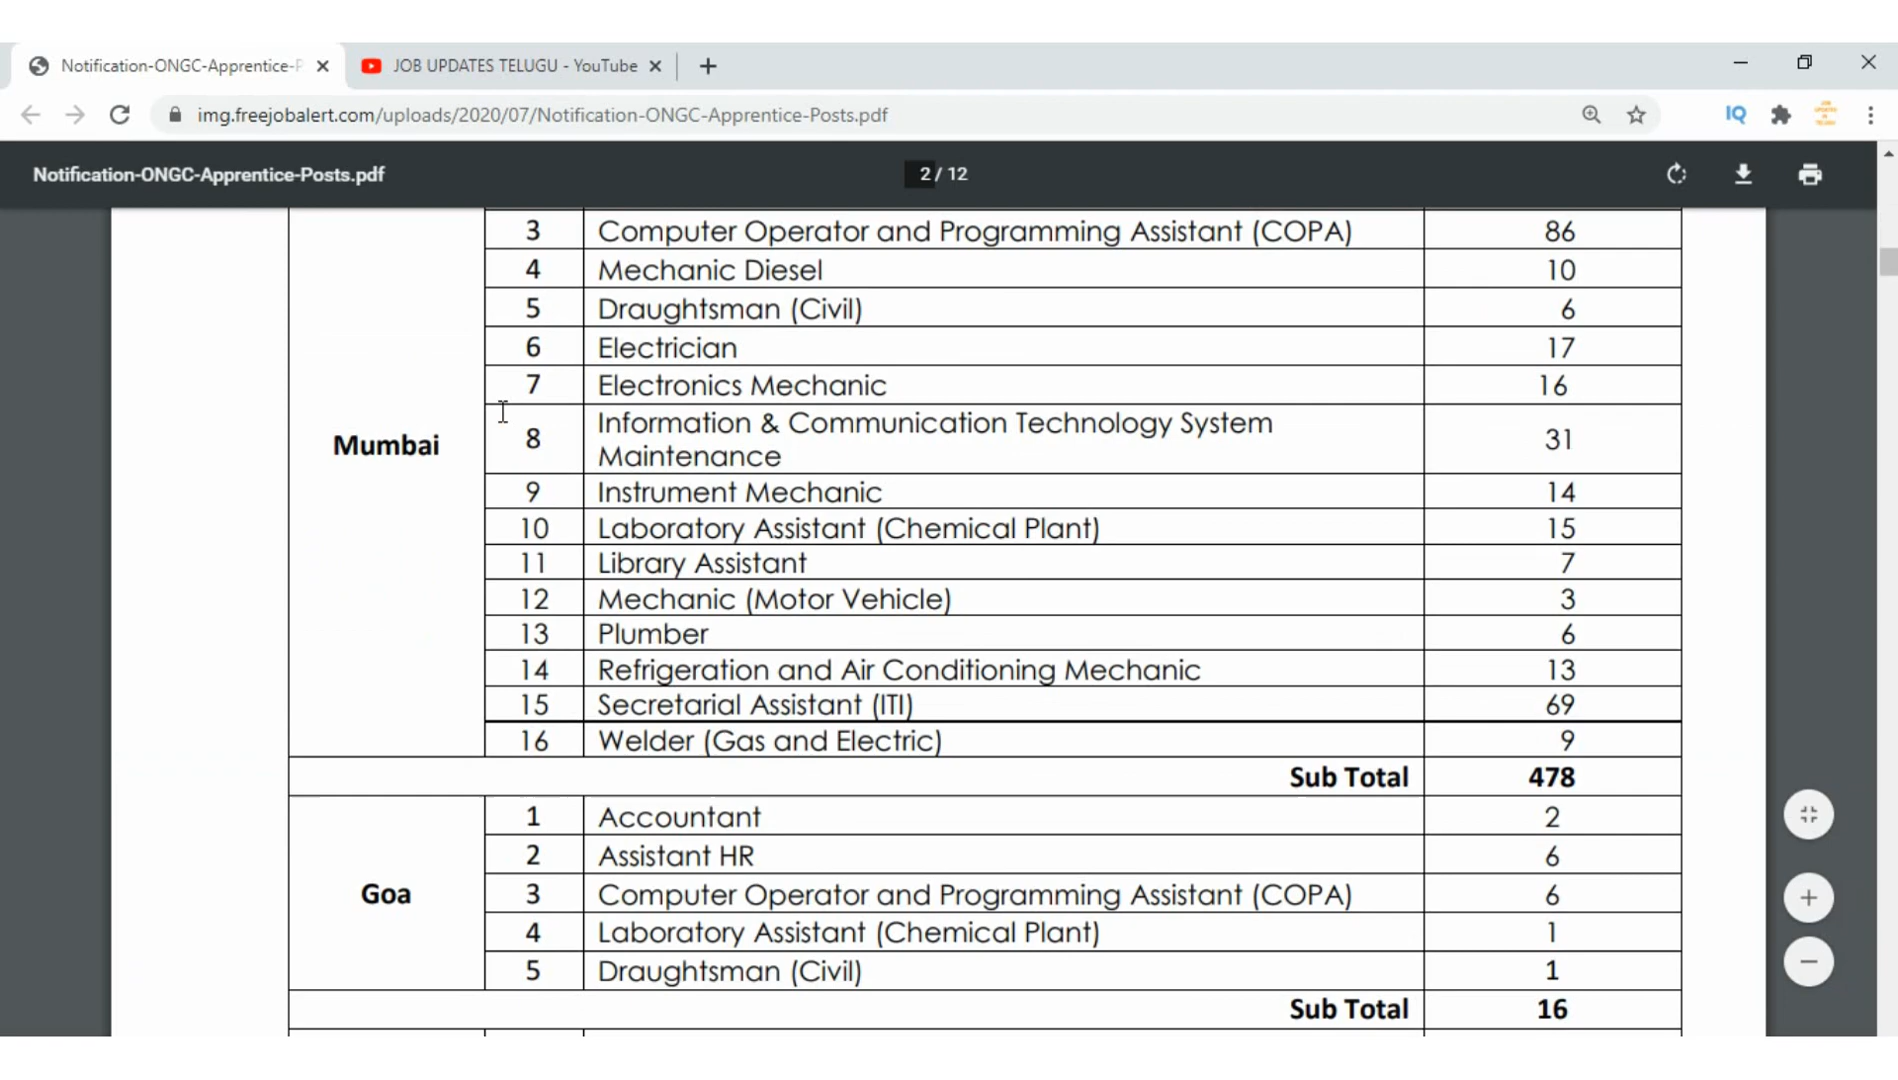 Notification-ONGC-Apprentice-P
JOB UPDATES TELUGU - YouTube
img.freejobalert.com/uploads/2020/07/Notification-ONGC-Apprentice-Posts.pdf
IQ
Notification-ONGC-Apprentice-Posts.pdf
2 / 12
Mumbai
3 Computer Operator and Programming Assistant (COPA) 86
4 Mechanic Diesel 10
5 Draughtsman (Civil) 6
6 Electrician 17
7 Electronics Mechanic 16
8 Information & Communication Technology System
Maintenance 31
9 Instrument Mechanic 14
10 Laboratory Assistant (Chemical Plant) 15
11 Library Assistant 7
12 Mechanic (Motor Vehicle) 3
13 Plumber 6
14 Refrigeration and Air Conditioning Mechanic 13
15 Secretarial Assistant (ITI) 69
16 Welder (Gas and Electric) 9
Sub Total 478
Goa
1 Accountant 2
2 Assistant HR 6
3 Computer Operator and Programming Assistant (COPA) 6
4 Laboratory Assistant (Chemical Plant) 1
5 Draughtsman (Civil) 1
Sub Total 16